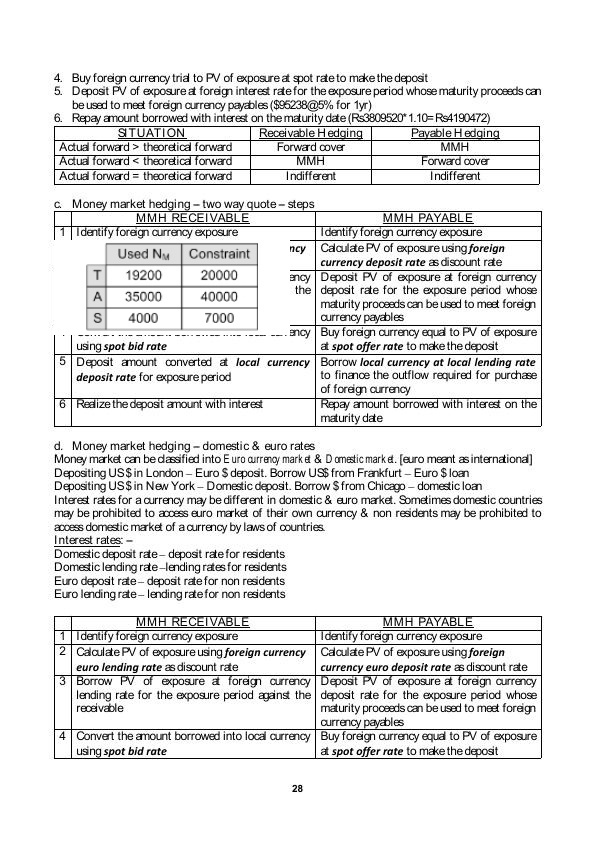 4. Buy foreign currency trial to PV of exposure at spot rate to make the deposit
5. Deposit PV of exposure at foreign interest rate for the exposure period whose maturity proceeds can
be used to meet foreign currency payables ($95238@5% for 1yr)
6. Repay amount borrowed with interest on the maturity date (Rs3809520*1.10= Rs4190472)
SITUATION Receivable Hedging Payable Hedging
Actual forward > theoretical forward Forward cover MMH
Actual forward < theoretical forward MMH Forward cover
Actual forward = theoretical forward Indifferent Indifferent
c. Money market hedging – two way quote – steps
MMH RECEIVABLE MMH PAYABLE
1 Identify foreign currency exposure Identify foreign currency exposure
Calculate PV of exposure using foreign
currency deposit rate as discount rate
Used NM Constraint
T 19200 20000
A 35000 40000
S 4000 7000
the
Deposit PV of exposure at foreign currency
deposit rate for the exposure period whose
maturity proceeds can be used to meet foreign
currency payables
using spot bid rate
Buy foreign currency equal to PV of exposure
at spot offer rate to make the deposit
5 Deposit amount converted at local currency
deposit rate for exposure period
Borrow local currency at local lending rate
to finance the outflow required for purchase
of foreign currency
6 Realize the deposit amount with interest
Repay amount borrowed with interest on the
maturity date
d. Money market hedging – domestic & euro rates
Money market can be classified into Euro currency market & Domestic market. [euro meant as international]
Depositing US$ in London – Euro $ deposit. Borrow US$ from Frankfurt – Euro $ loan
Depositing US$ in New York – Domestic deposit. Borrow $ from Chicago – domestic loan
Interest rates for a currency may be different in domestic & euro market. Sometimes domestic countries
may be prohibited to access euro market of their own currency & non residents may be prohibited to
access domestic market of a currency by laws of countries.
Interest rates: –
Domestic deposit rate – deposit rate for residents
Domestic lending rate –lending rates for residents
Euro deposit rate – deposit rate for non residents
Euro lending rate – lending rate for non residents
MMH RECEIVABLE MMH PAYABLE
1 Identify foreign currency exposure Identify foreign currency exposure
2 Calculate PV of exposure using foreign currency
euro lending rate as discount rate
Calculate PV of exposure using foreign
currency euro deposit rate as discount rate
3 Borrow PV of exposure at foreign currency
lending rate for the exposure period against the
receivable
Deposit PV of exposure at foreign currency
deposit rate for the exposure period whose
maturity proceeds can be used to meet foreign
currency payables
4 Convert the amount borrowed into local currency
using spot bid rate
Buy foreign currency equal to PV of exposure
at spot offer rate to make the deposit
28